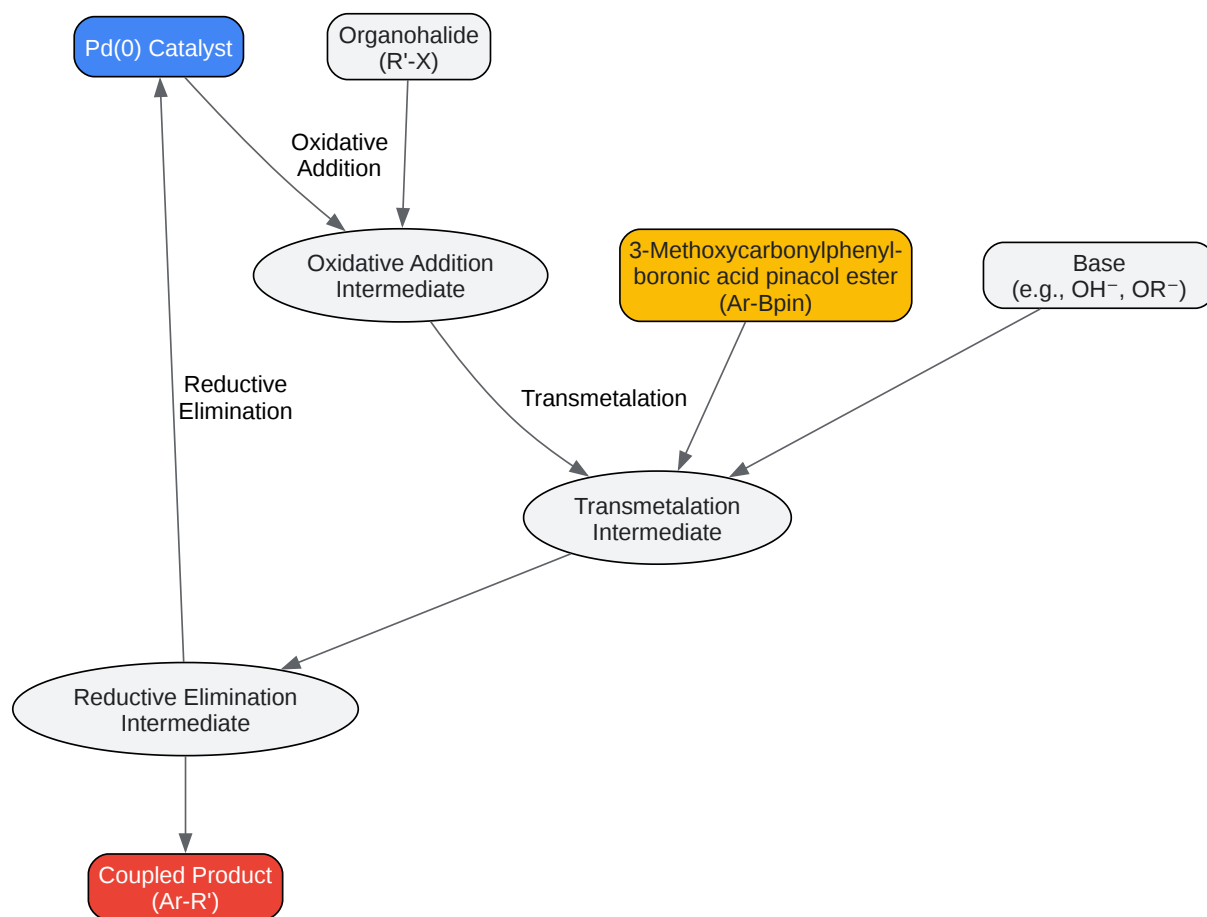 Pd(0) Catalyst
Organohalide
(R'-X)
Oxidative
Addition
Oxidative Addition
Intermediate
3-Methoxycarbonylphenyl-
boronic acid pinacol ester
(Ar-Bpin)
Base
(e.g., OH⁻, OR⁻)
Reductive
Elimination
Transmetalation
Transmetalation
Intermediate
Reductive Elimination
Intermediate
Coupled Product
(Ar-R')